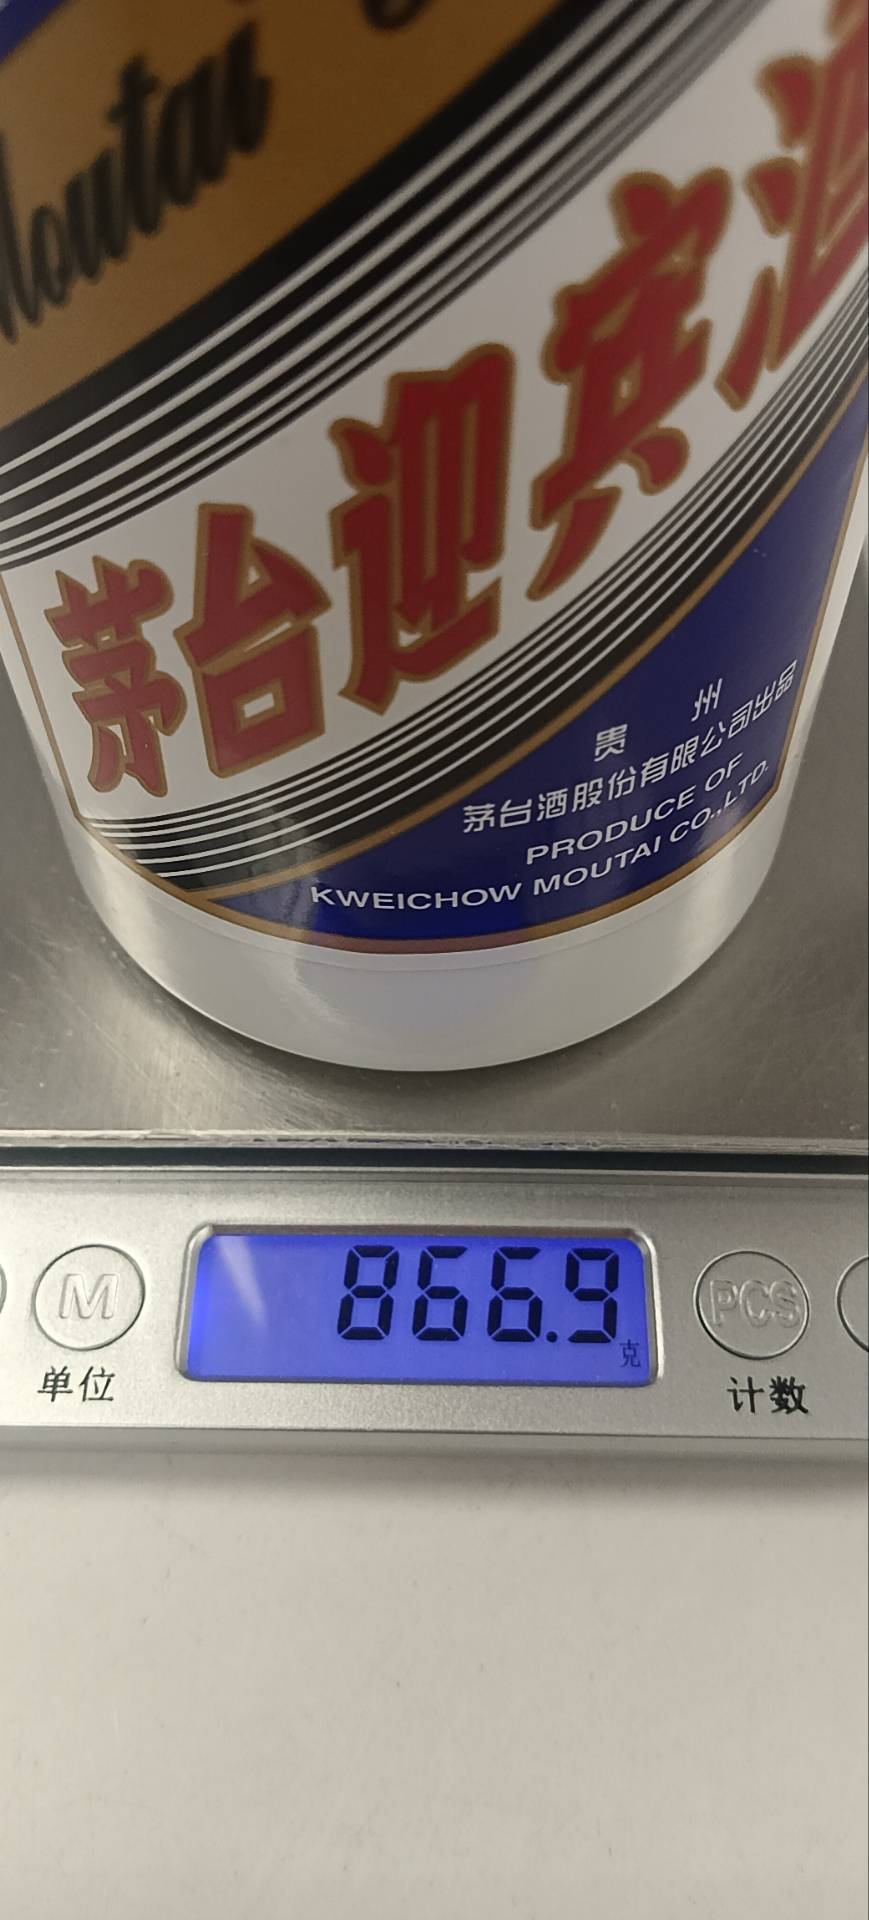 Moutai
茅台迎宾酒
贵州
茅台酒股份有限公司出品
PRODUCE OF
KWEICHOW MOUTAI CO.,LTD.
866.9
克
M
单位
PCS
计数